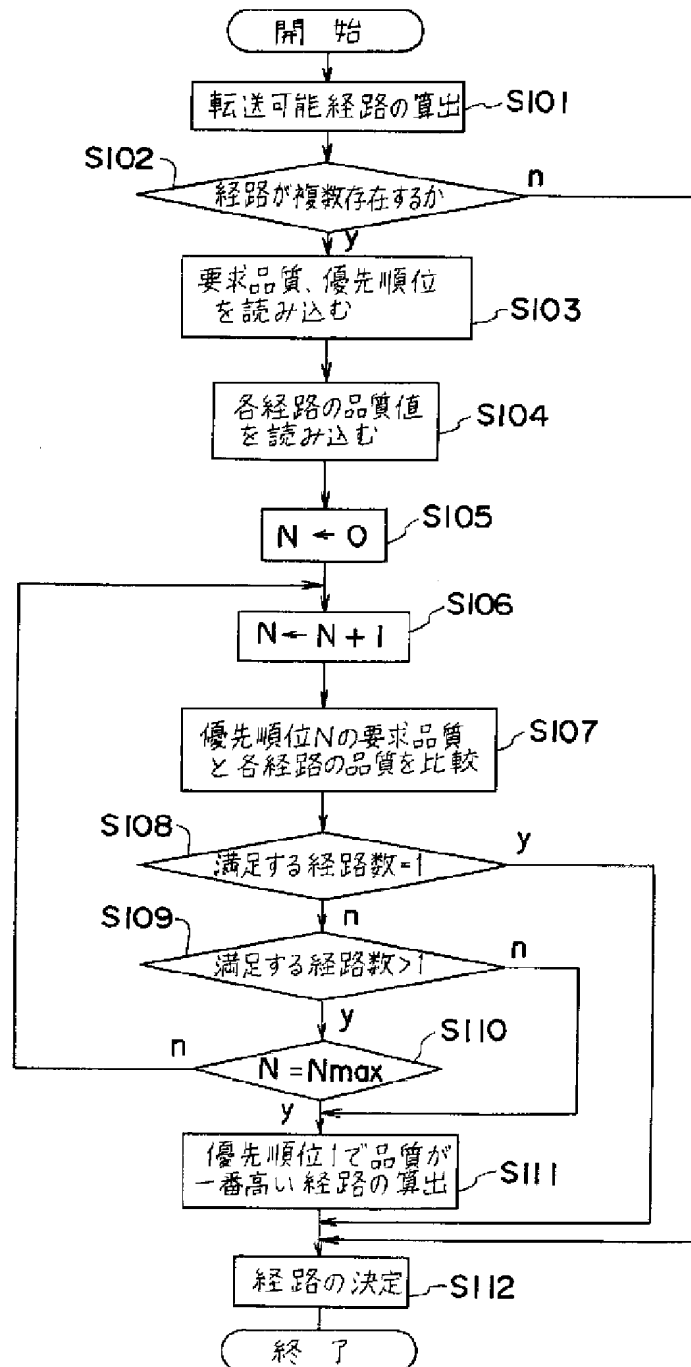 開始
転送可能経路の算出
S101
S102
経路が複数存在するか
n
y
要求品質、優先順位
を読み込む
S103
各経路の品質値
を読み込む
S104
N ← 0
S105
S106
N ← N + 1
優先順位Nの要求品質
と各経路の品質を比較
S107
S108
満足する経路数=1
y
n
S109
満足する経路数>1
n
y
S110
n
N = Nmax
y
優先順位1で品質が
一番高い経路の算出
S111
経路の決定
S112
終了